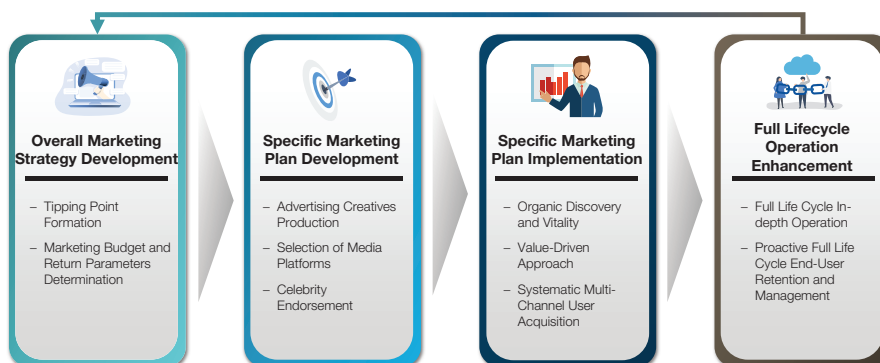 Overall Marketing
Strategy Development
– Tipping Point
Formation
– Marketing Budget and
Return Parameters
Determination
Specific Marketing
Plan Development
– Advertising Creatives
Production
– Selection of Media
Platforms
– Celebrity
Endorsement
Specific Marketing
Plan Implementation
– Organic Discovery
and Vitality
– Value-Driven
Approach
– Systematic Multi-
Channel User
Acquisition
Full Lifecycle
Operation
Enhancement
– Full Life Cycle In-
depth Operation
– Proactive Full Life
Cycle End-User
Retention and
Management